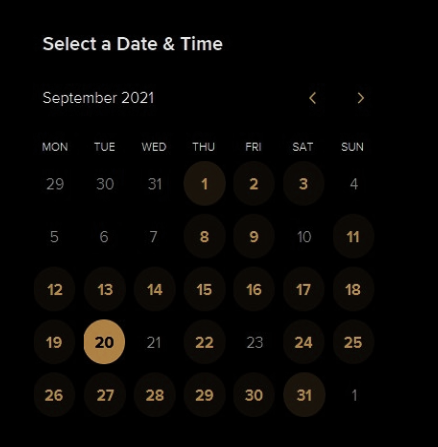 Select a Date & Time
September 2021
MON TUE WED THU FRI SAT SUN
29 30 31 1 2 3 4
5 6 7 8 9 10 11
12 13 14 15 16 17 18
19 20 21 22 23 24 25
26 27 28 29 30 31 1